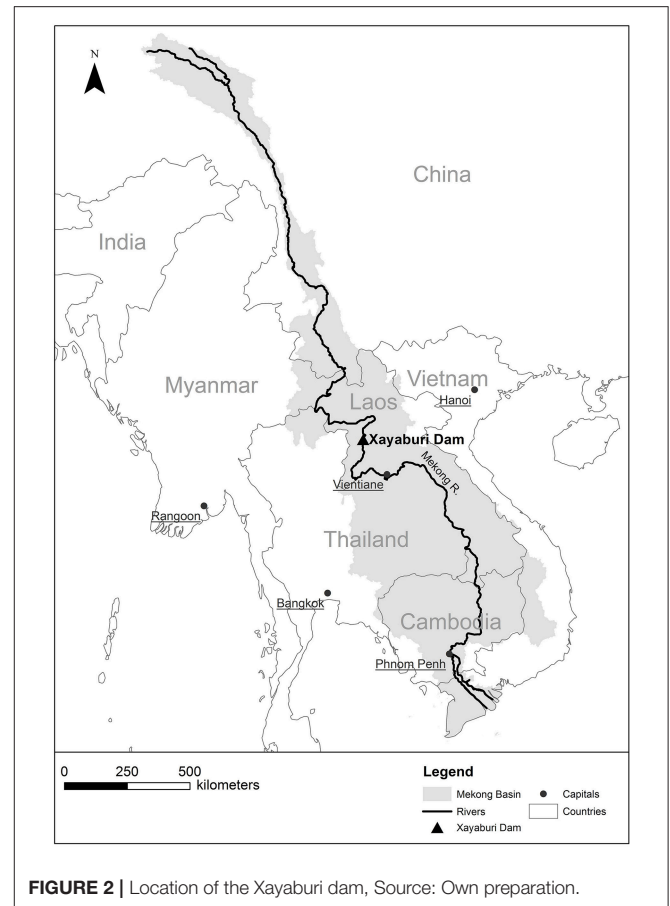 N
China
India
Myanmar
Vietnam
Hanoi
Laos
Xayaburi Dam
Mekong R.
Vientiane
Rangoon
Thailand
Bangkok
Cambodia
Phnom Penh
0 250 500
kilometers
Legend
Mekong Basin
Capitals
Rivers
Countries
Xayaburi Dam
FIGURE 2 | Location of the Xayaburi dam, Source: Own preparation.